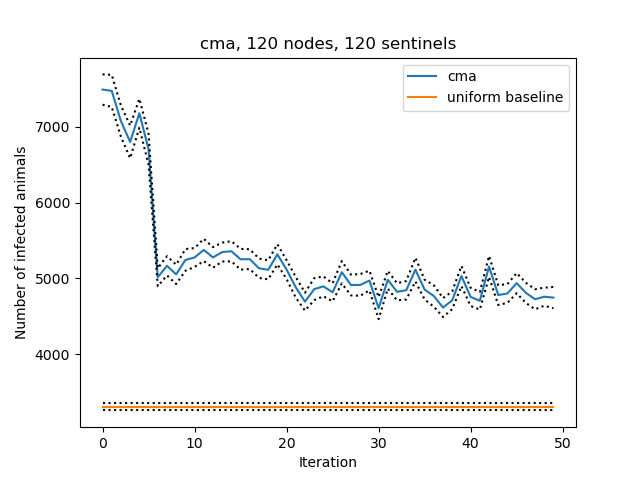 cma, 120 nodes, 120 sentinels
cma
uniform baseline
Number of infected animals
7000
6000
5000
4000
0 10 20 30 40 50
Iteration